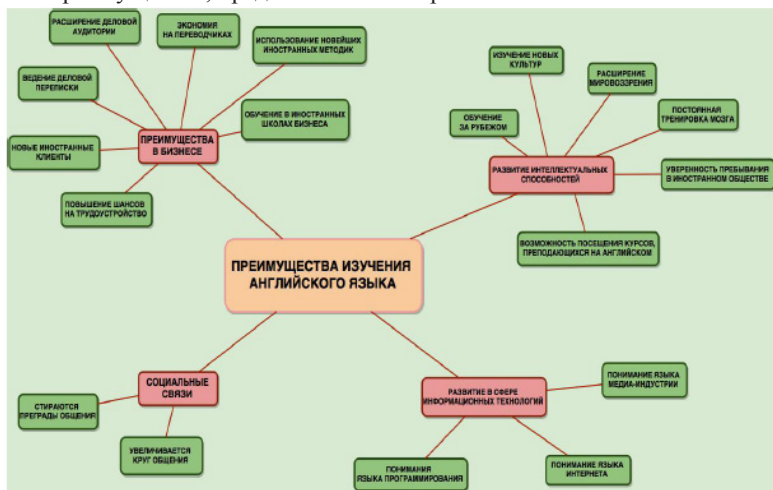 РАСШИРЕНИЕ ДЕЛОВОЙ
АУДИТОРИИ
ЭКОНОМИЯ
НА ПЕРЕВОДЧИКАХ
ИСПОЛЬЗОВАНИЕ НОВЕЙШИХ
ИНОСТРАННЫХ МЕТОДИК
ВЕДЕНИЕ ДЕЛОВОЙ
ПЕРЕПИСКИ
ОБУЧЕНИЕ В ИНОСТРАННЫХ
ШКОЛАХ БИЗНЕСА
НОВЫЕ ИНОСТРАННЫЕ
КЛИЕНТЫ
ПРЕИМУЩЕСТВА
В БИЗНЕСЕ
ПОВЫШЕНИЕ ШАНСОВ
НА ТРУДОУСТРОЙСТВО
ИЗУЧЕНИЕ НОВЫХ
КУЛЬТУР
РАСШИРЕНИЕ
МИРОВОЗЗРЕНИЯ
ОБУЧЕНИЕ
ЗА РУБЕЖОМ
ПОСТОЯННАЯ
ТРЕНИРОВКА МОЗГА
РАЗВИТИЕ ИНТЕЛЛЕКТУАЛЬНЫХ
СПОСОБНОСТЕЙ
УВЕРЕННОСТЬ ПРЕБЫВАНИЯ
В ИНОСТРАННОМ ОБЩЕСТВЕ
ВОЗМОЖНОСТЬ ПОСЕЩЕНИЯ КУРСОВ,
ПРЕПОДАЮЩИХСЯ НА АНГЛИЙСКОМ
ПРЕИМУЩЕСТВА ИЗУЧЕНИЯ
АНГЛИЙСКОГО ЯЗЫКА
СОЦИАЛЬНЫЕ
СВЯЗИ
СТИРАЮТСЯ
ПРЕГРАДЫ ОБЩЕНИЯ
УВЕЛИЧИВАЕТСЯ
КРУГ ОБЩЕНИЯ
РАЗВИТИЕ В СФЕРЕ
ИНФОРМАЦИОННЫХ ТЕХНОЛОГИЙ
ПОНИМАНИЕ ЯЗЫКА
МЕДИА-ИНДУСТРИИ
ПОНИМАНИЯ
ЯЗЫКА ПРОГРАММИРОВАНИЯ
ПОНИМАНИЕ ЯЗЫКА
ИНТЕРНЕТА